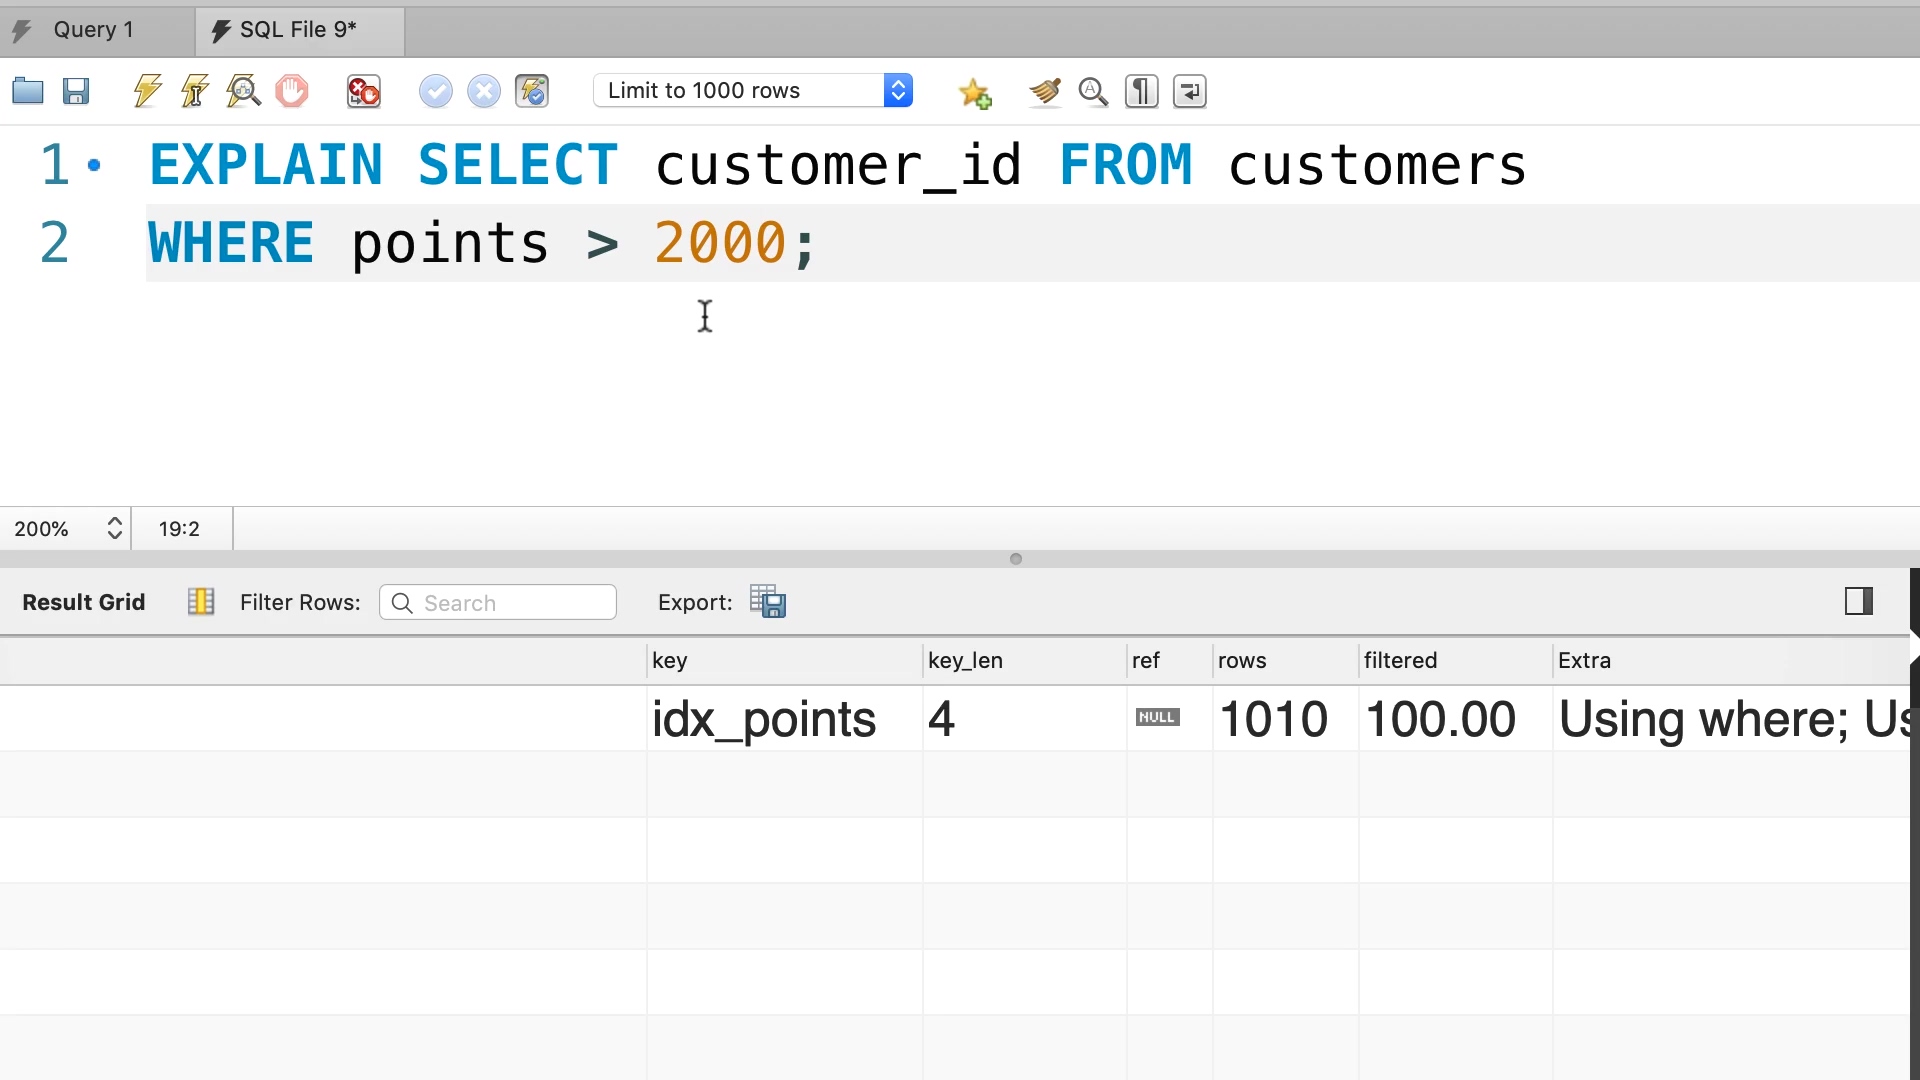 Query 1
SQL File 9*
Limit to 1000 rows
1 EXPLAIN SELECT customer_id FROM customers
2 WHERE points > 2000;
200%
19:2
Result Grid
Filter Rows:
Search
Export:
key key_len ref rows filtered Extra
idx_points 4 NULL 1010 100.00 Using where; Us